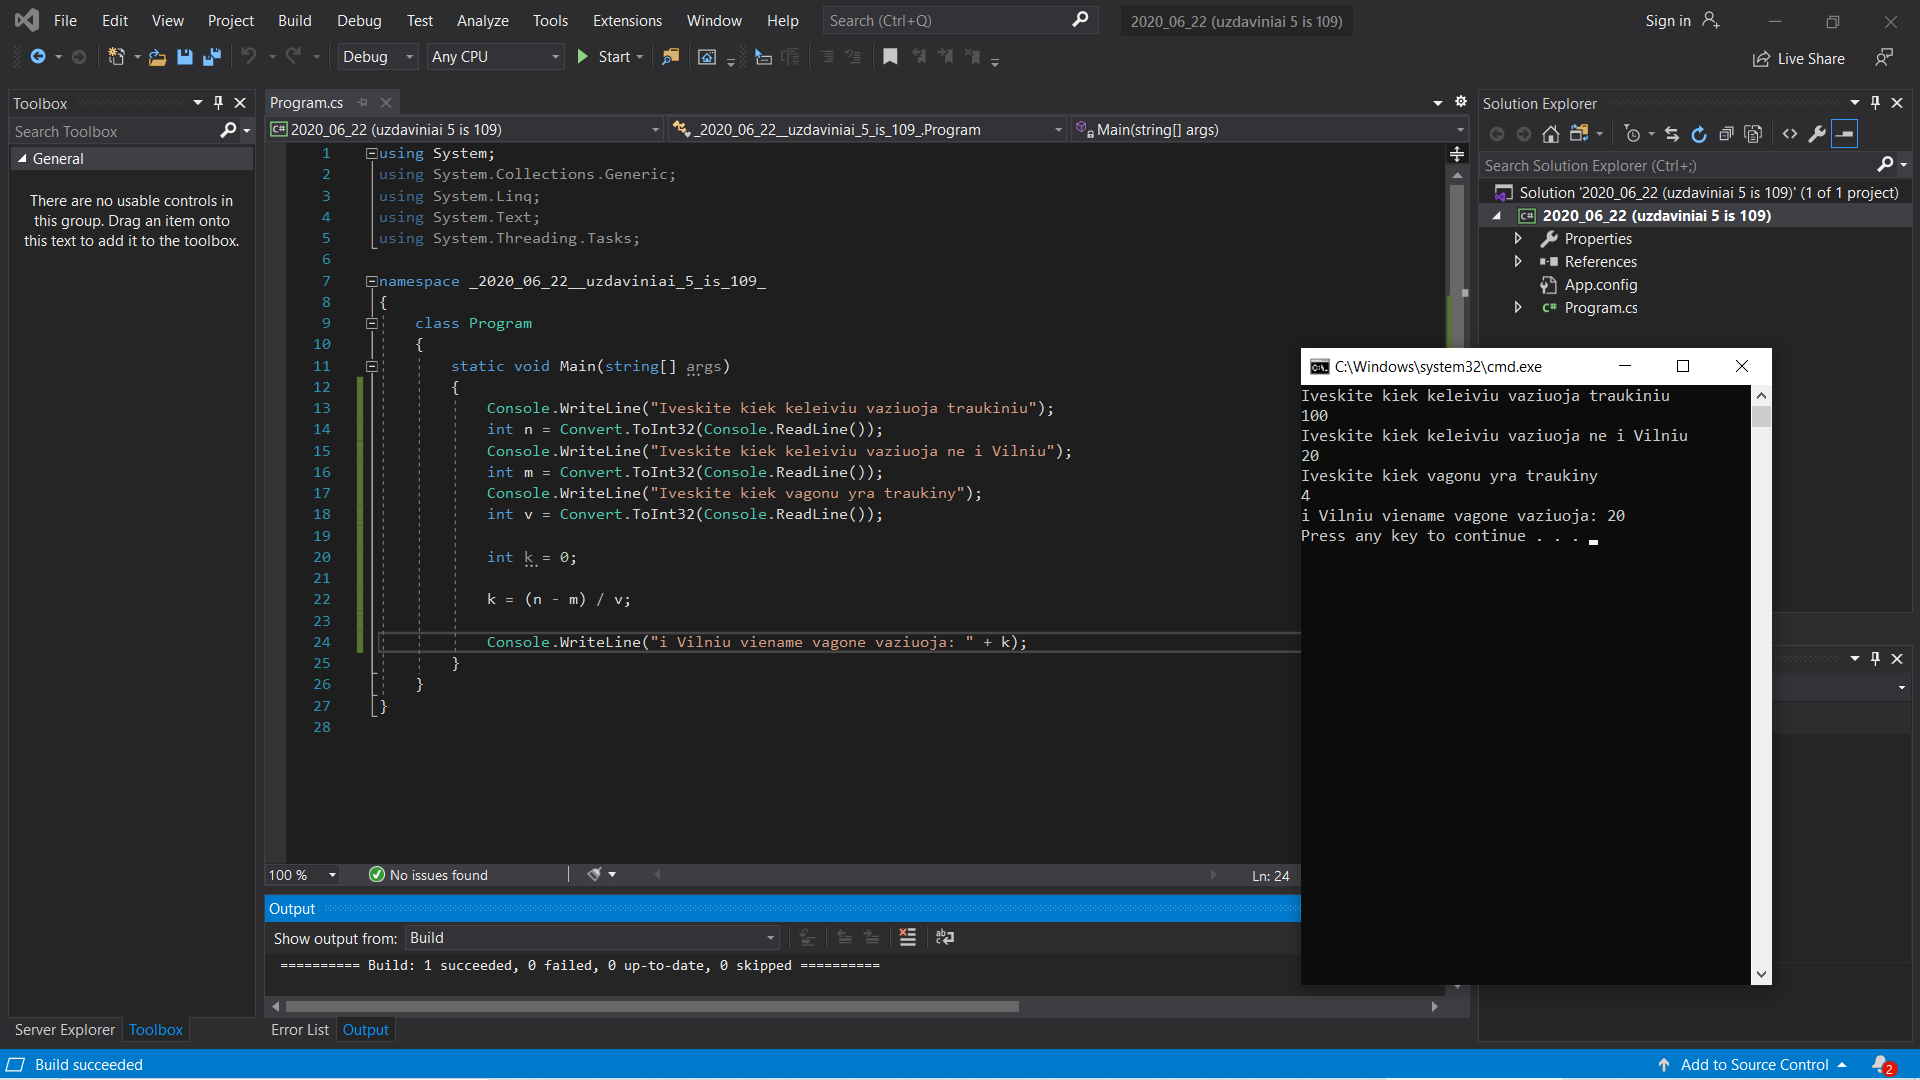 File Edit View Project Build Debug Test Analyze Tools Extensions Window Help Search (Ctrl+Q) 2020_06_22 (uzdaviniai 5 is 109) Sign in
Debug Any CPU Start Live Share
Toolbox
Search Toolbox
General
There are no usable controls in
this group. Drag an item onto
this text to add it to the toolbox.
Server Explorer Toolbox
Program.cs
C# 2020_06_22 (uzdaviniai 5 is 109) _2020_06_22__uzdaviniai_5_is_109_.Program Main(string[] args)
1 using System;
2 using System.Collections.Generic;
3 using System.Linq;
4 using System.Text;
5 using System.Threading.Tasks;
6
7 namespace _2020_06_22__uzdaviniai_5_is_109_
8 {
9 class Program
10 {
11 static void Main(string[] args)
12 {
13 Console.WriteLine("Iveskite kiek keleiviu vaziuoja traukiniu");
14 int n = Convert.ToInt32(Console.ReadLine());
15 Console.WriteLine("Iveskite kiek keleiviu vaziuoja ne i Vilniu");
16 int m = Convert.ToInt32(Console.ReadLine());
17 Console.WriteLine("Iveskite kiek vagonu yra traukiny");
18 int v = Convert.ToInt32(Console.ReadLine());
19
20 int k = 0;
21
22 k = (n - m) / v;
23
24 Console.WriteLine("i Vilniu viename vagone vaziuoja: " + k);
25 }
26 }
27 }
28
100 % No issues found Ln: 24
Output
Show output from: Build
========== Build: 1 succeeded, 0 failed, 0 up-to-date, 0 skipped ==========
Error List Output
Solution Explorer
Search Solution Explorer (Ctrl+;)
Solution '2020_06_22 (uzdaviniai 5 is 109)' (1 of 1 project)
C# 2020_06_22 (uzdaviniai 5 is 109)
Properties
References
App.config
C# Program.cs
C:\Windows\system32\cmd.exe
Iveskite kiek keleiviu vaziuoja traukiniu
100
Iveskite kiek keleiviu vaziuoja ne i Vilniu
20
Iveskite kiek vagonu yra traukiny
4
i Vilniu viename vagone vaziuoja: 20
Press any key to continue . . .
Build succeeded Add to Source Control 2